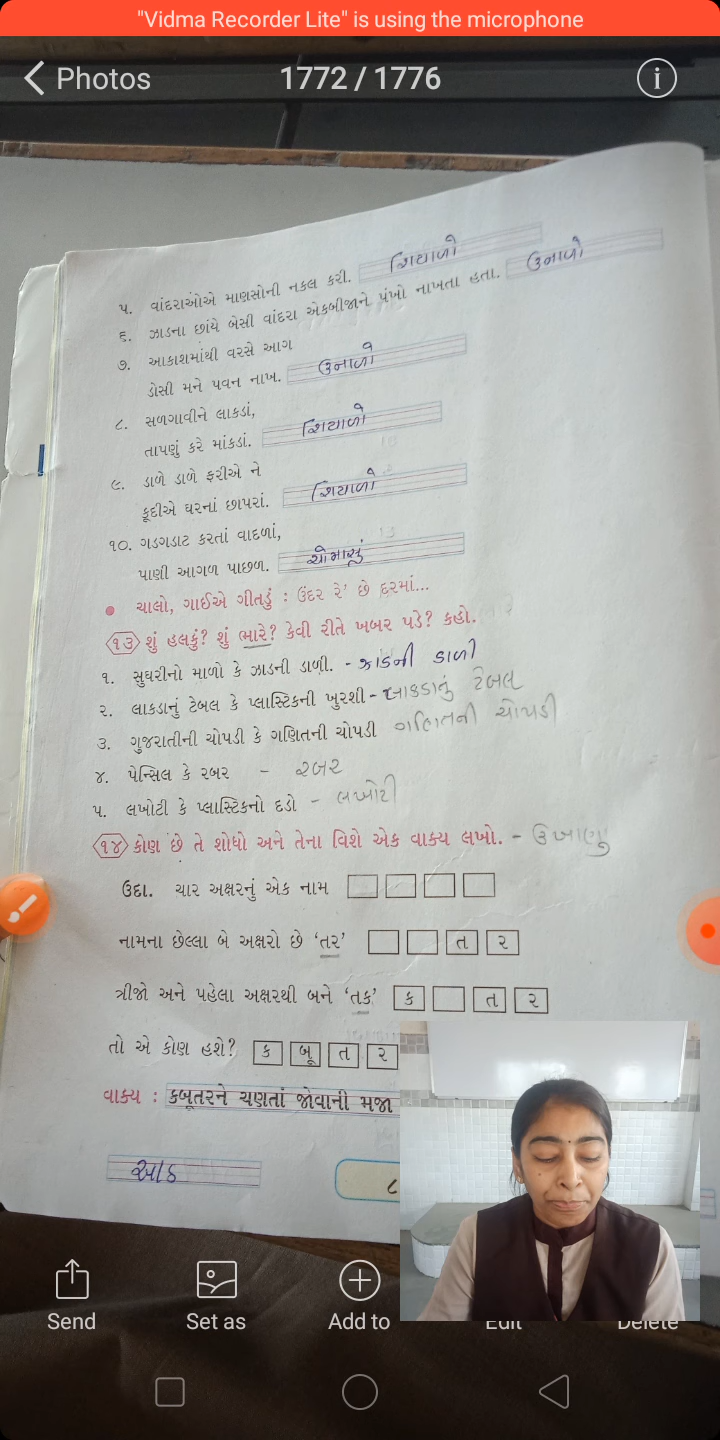 "Vidma Recorder Lite" is using the microphone
Photos 1772 / 1776
૫. વાંદરાઓએ માણસોની નકલ કરી. શિયાળો
૬. ઝાડના છાંયે બેસી વાંદરા એકબીજાને પંખો નાખતા હતા. ઉનાળો
૭. આકાશમાંથી વરસે આગ
ડોસી મને પવન નાખ. ઉનાળો
૮. સળગાવીને લાકડાં,
તાપણું કરે માંકડાં. શિયાળો
૯. ડાળે ડાળે ફરીએ ને
કૂદીએ ઘરનાં છાપરાં. શિયાળો
૧૦. ગડગડાટ કરતાં વાદળાં,
પાણી આગળ પાછળ. ચોમાસું
• ચાલો, ગાઈએ ગીતડું : ઉંદર રે' છે દરમાં...
૧૩ શું હલકું? શું ભારે? કેવી રીતે ખબર પડે? કહો.
૧. સુઘરીનો માળો કે ઝાડની ડાળી. - ઝાડની ડાળી
૨. લાકડાનું ટેબલ કે પ્લાસ્ટિકની ખુરશી - લાકડાનું ટેબલ
૩. ગુજરાતીની ચોપડી કે ગણિતની ચોપડી ગણિતની ચોપડી
૪. પેન્સિલ કે રબર - રબર
૫. લખોટી કે પ્લાસ્ટિકનો દડો - લખોટી
૧૪ કોણ છે તે શોધો અને તેના વિશે એક વાક્ય લખો. - ઉખાણુ
ઉદા. ચાર અક્ષરનું એક નામ
નામના છેલ્લા બે અક્ષરો છે ‘તર’ ત ર
ત્રીજો અને પહેલા અક્ષરથી બને ‘તક’ ક ત ર
તો એ કોણ હશે? ક બૂ ત ર
વાક્ય : કબૂતરને ચણતાં જોવાની મજા
આઠ ૮
Send Set as Add to Edit Delete